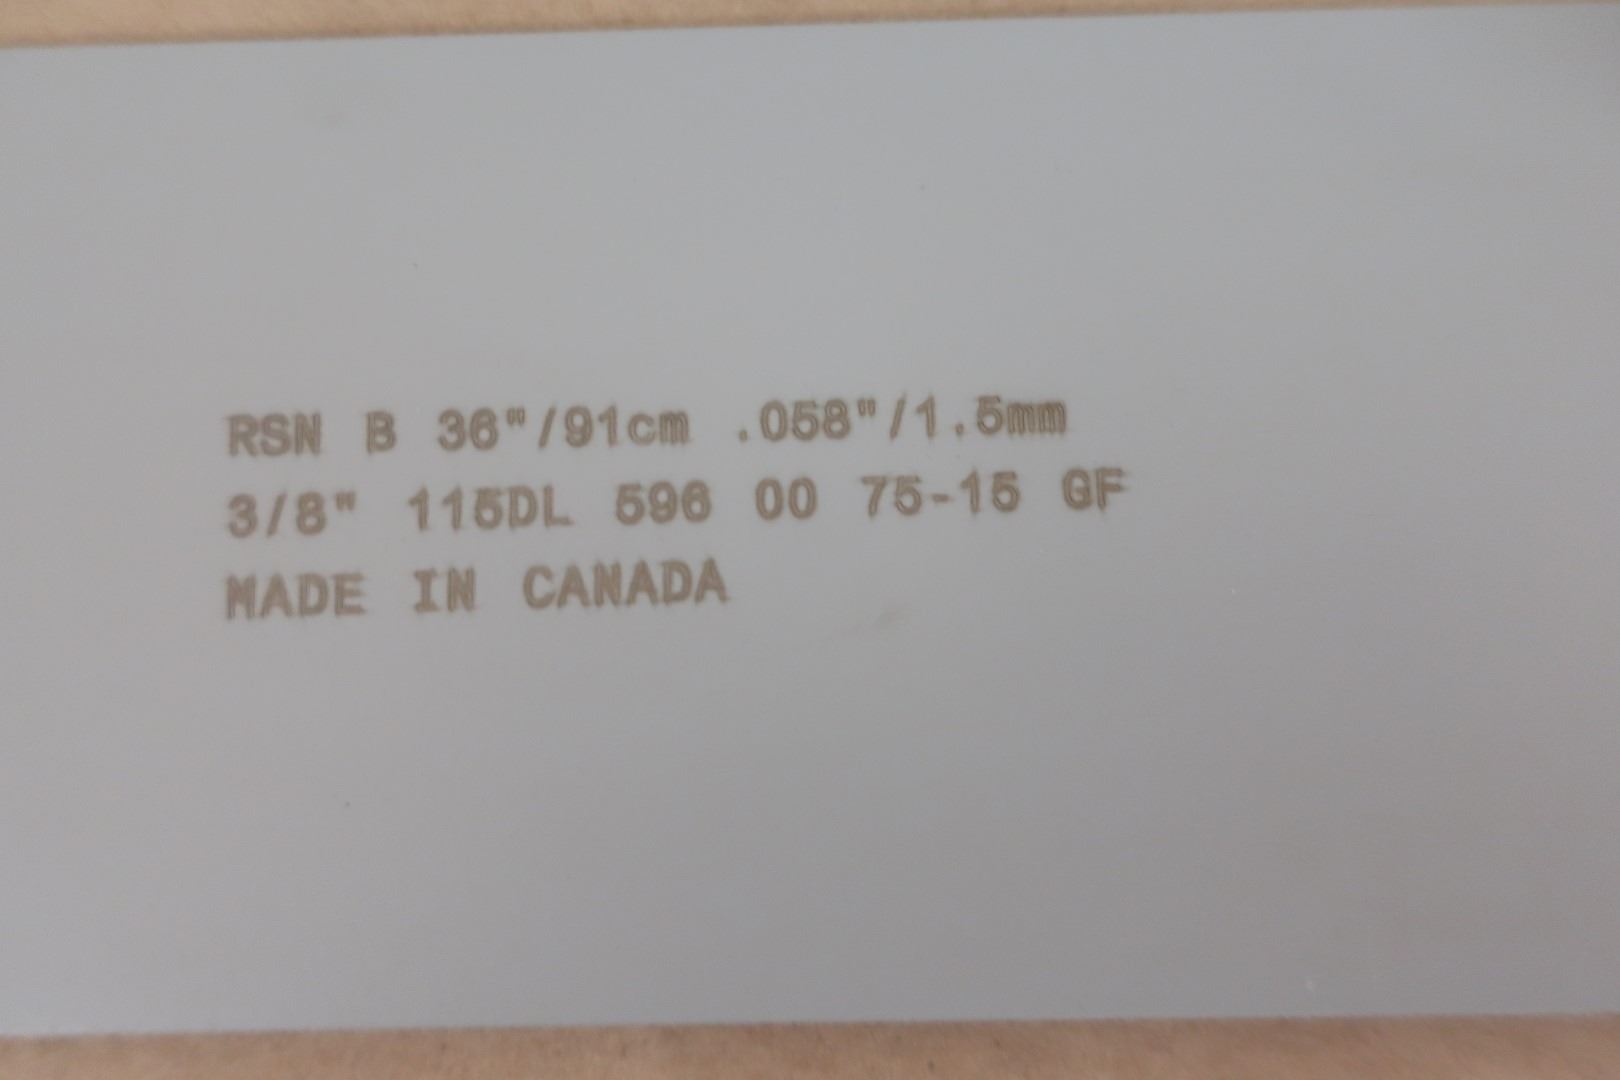 RSN B 36"/91cm .058"/1.5mm
3/8" 115DL 596 00 75-15 GF
MADE IN CANADA